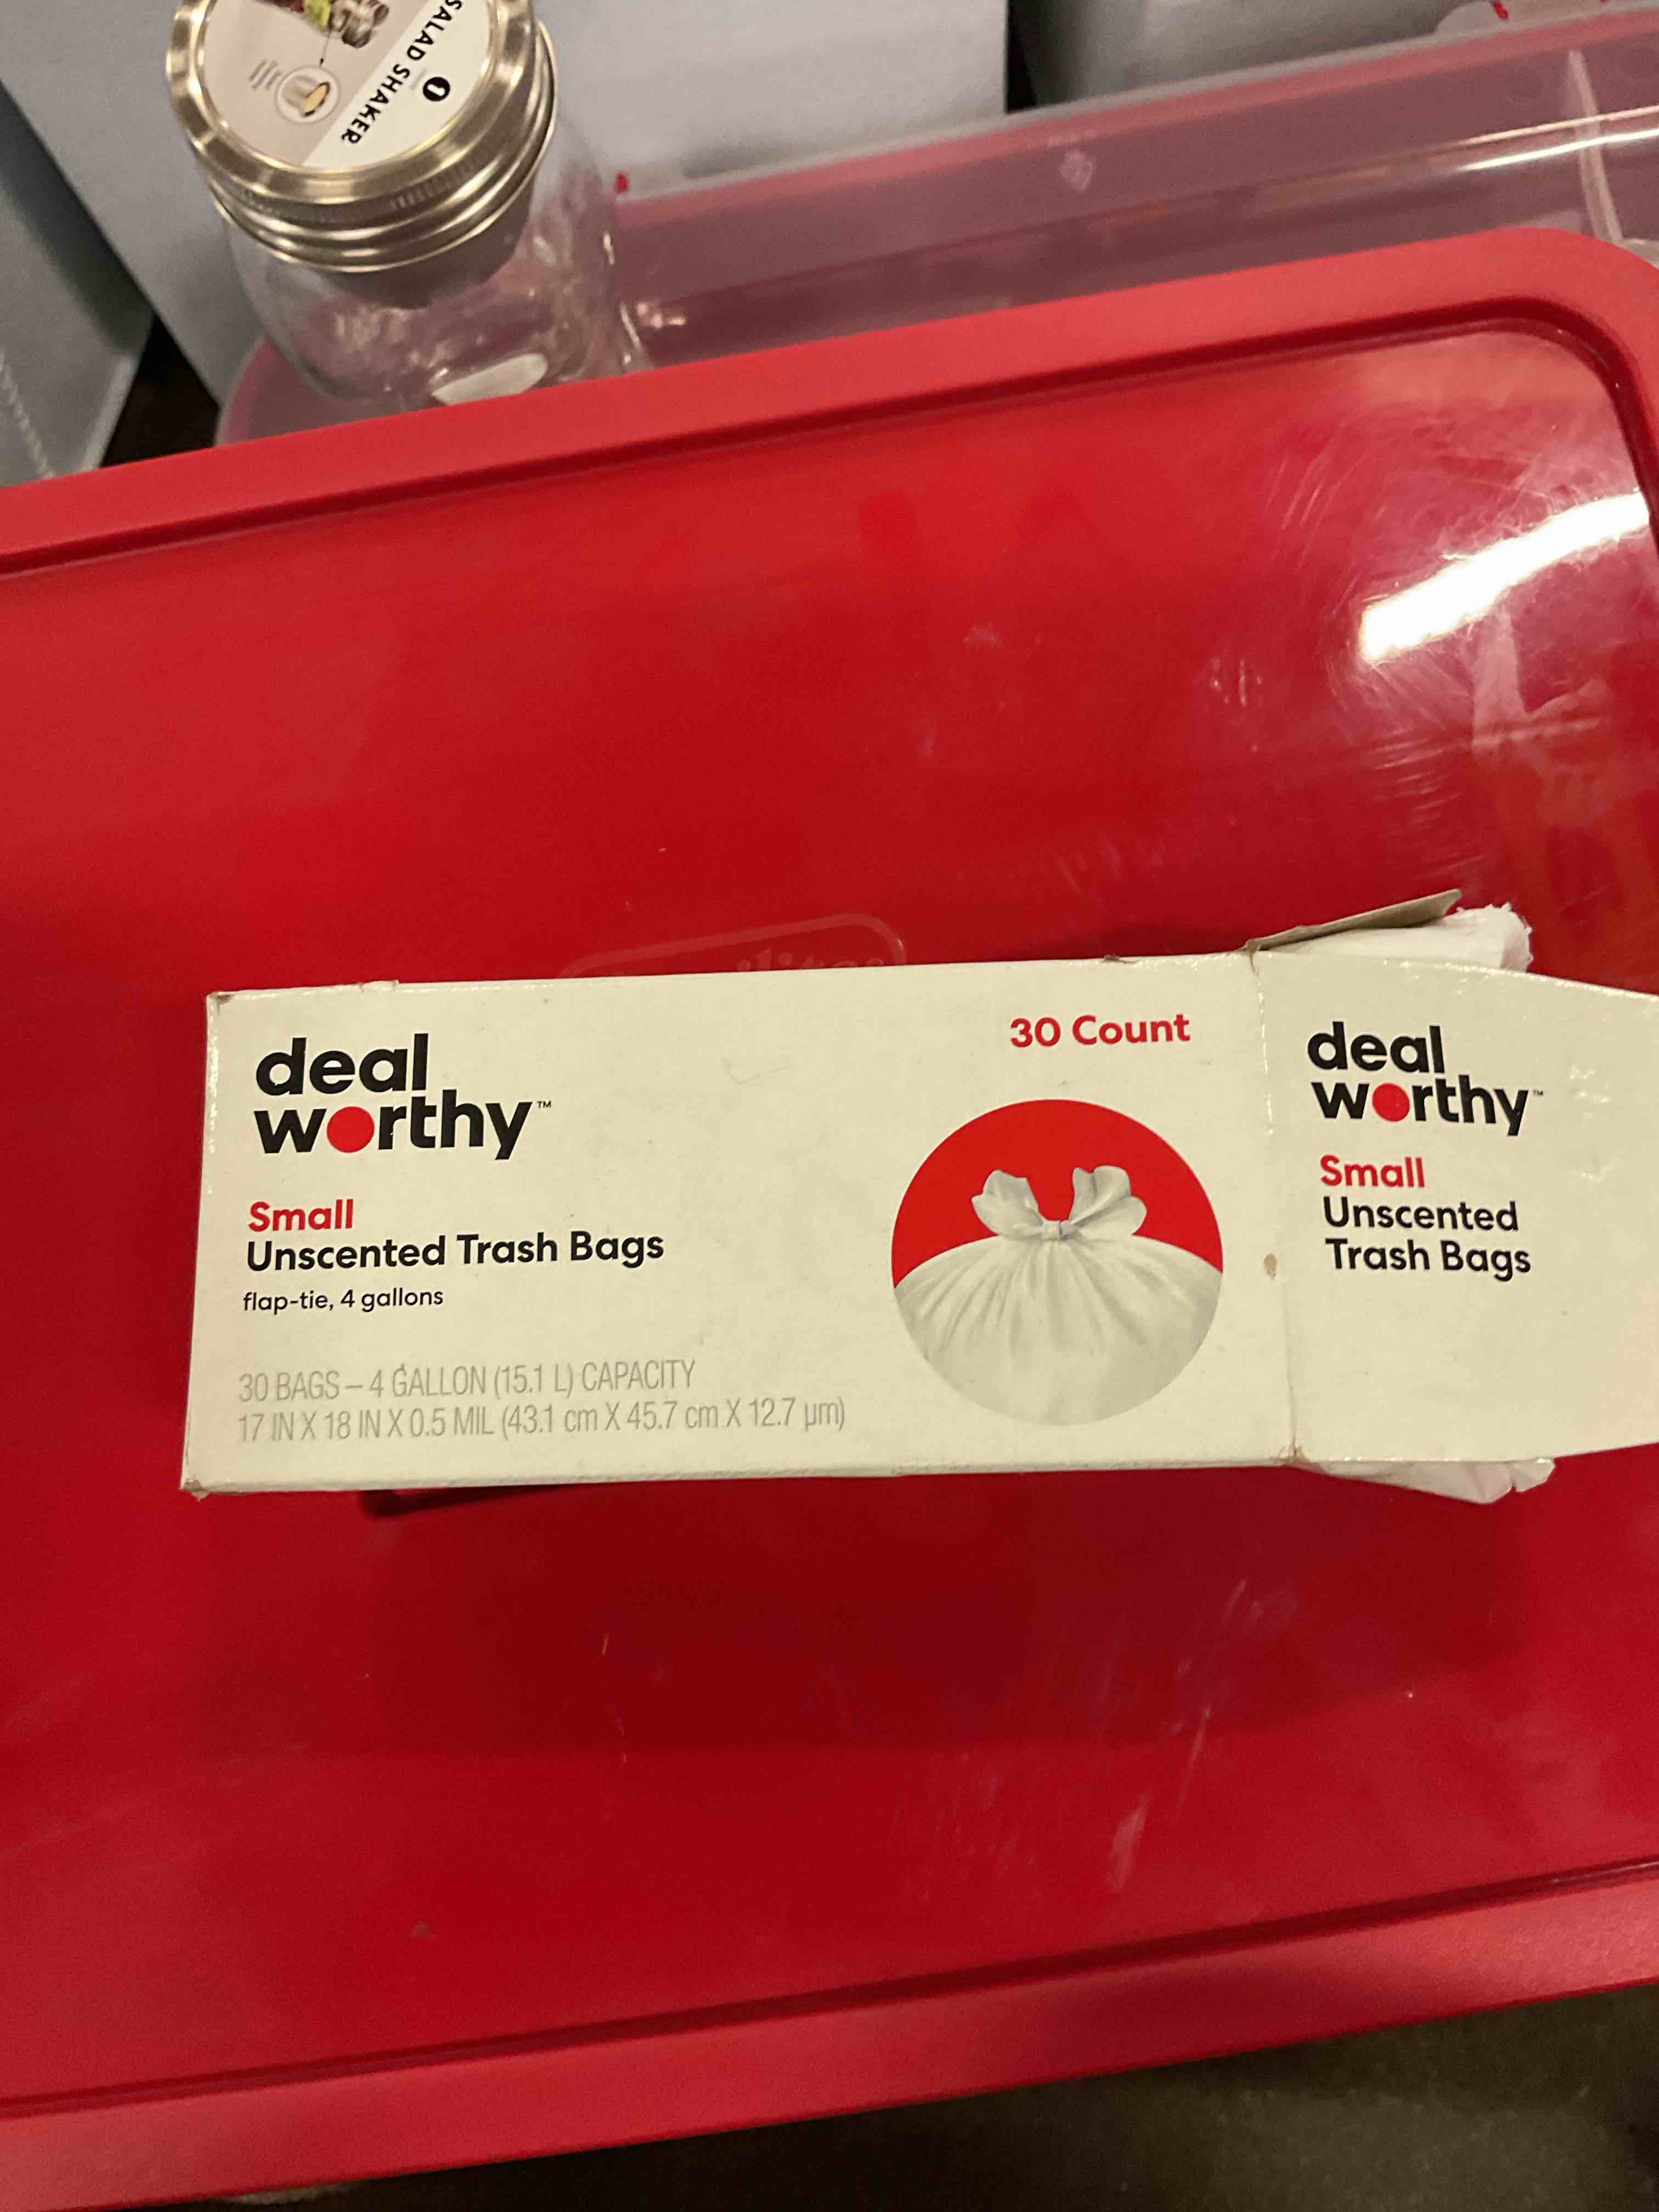 SALAD SHAKER
1
deal
worthy™
30 Count
Small
Unscented Trash Bags
flap-tie, 4 gallons
30 BAGS – 4 GALLON (15.1 L) CAPACITY
17 IN X 18 IN X 0.5 MIL (43.1 cm X 45.7 cm X 12.7 µm)
deal
worthy™
Small
Unscented
Trash Bags